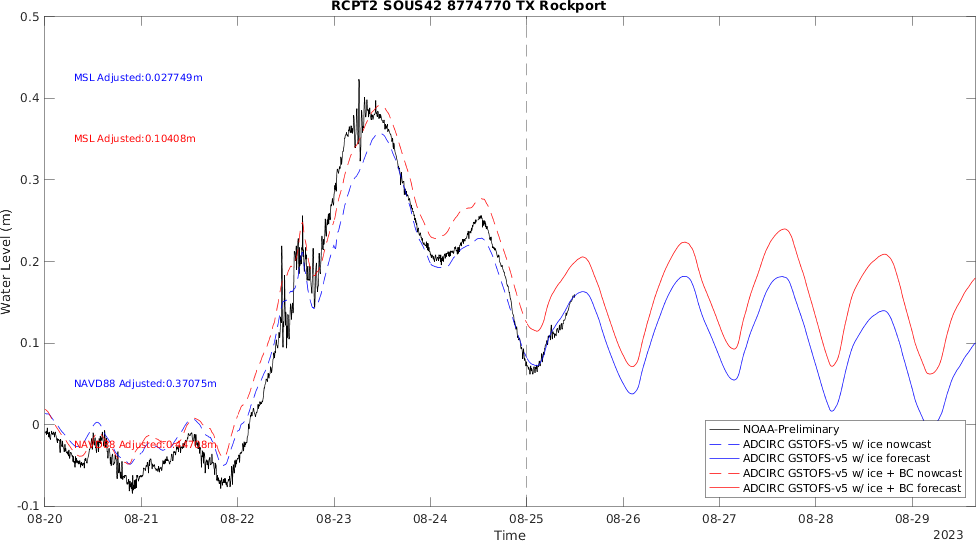 RCPT2 SOUS42 8774770 TX Rockport
0.5
MSL Adjusted:0.027749m
0.4
MSL Adjusted:0.10408m
0.3
Water Level (m)
0.2
0.1
NAVD88 Adjusted:0.37075m
0
NAVD88
-0.1
NOAA-Preliminary
ADCIRC GSTOFS-v5 w/ ice nowcast
ADCIRC GSTOFS-v5 w/ ice forecast
ADCIRC GSTOFS-v5 w/ ice + BC nowcast
ADCIRC GSTOFS-v5 w/ ice + BC forecast
08-20 08-21 08-22 08-23 08-24 08-25 08-26 08-27 08-28 08-29
Time
2023